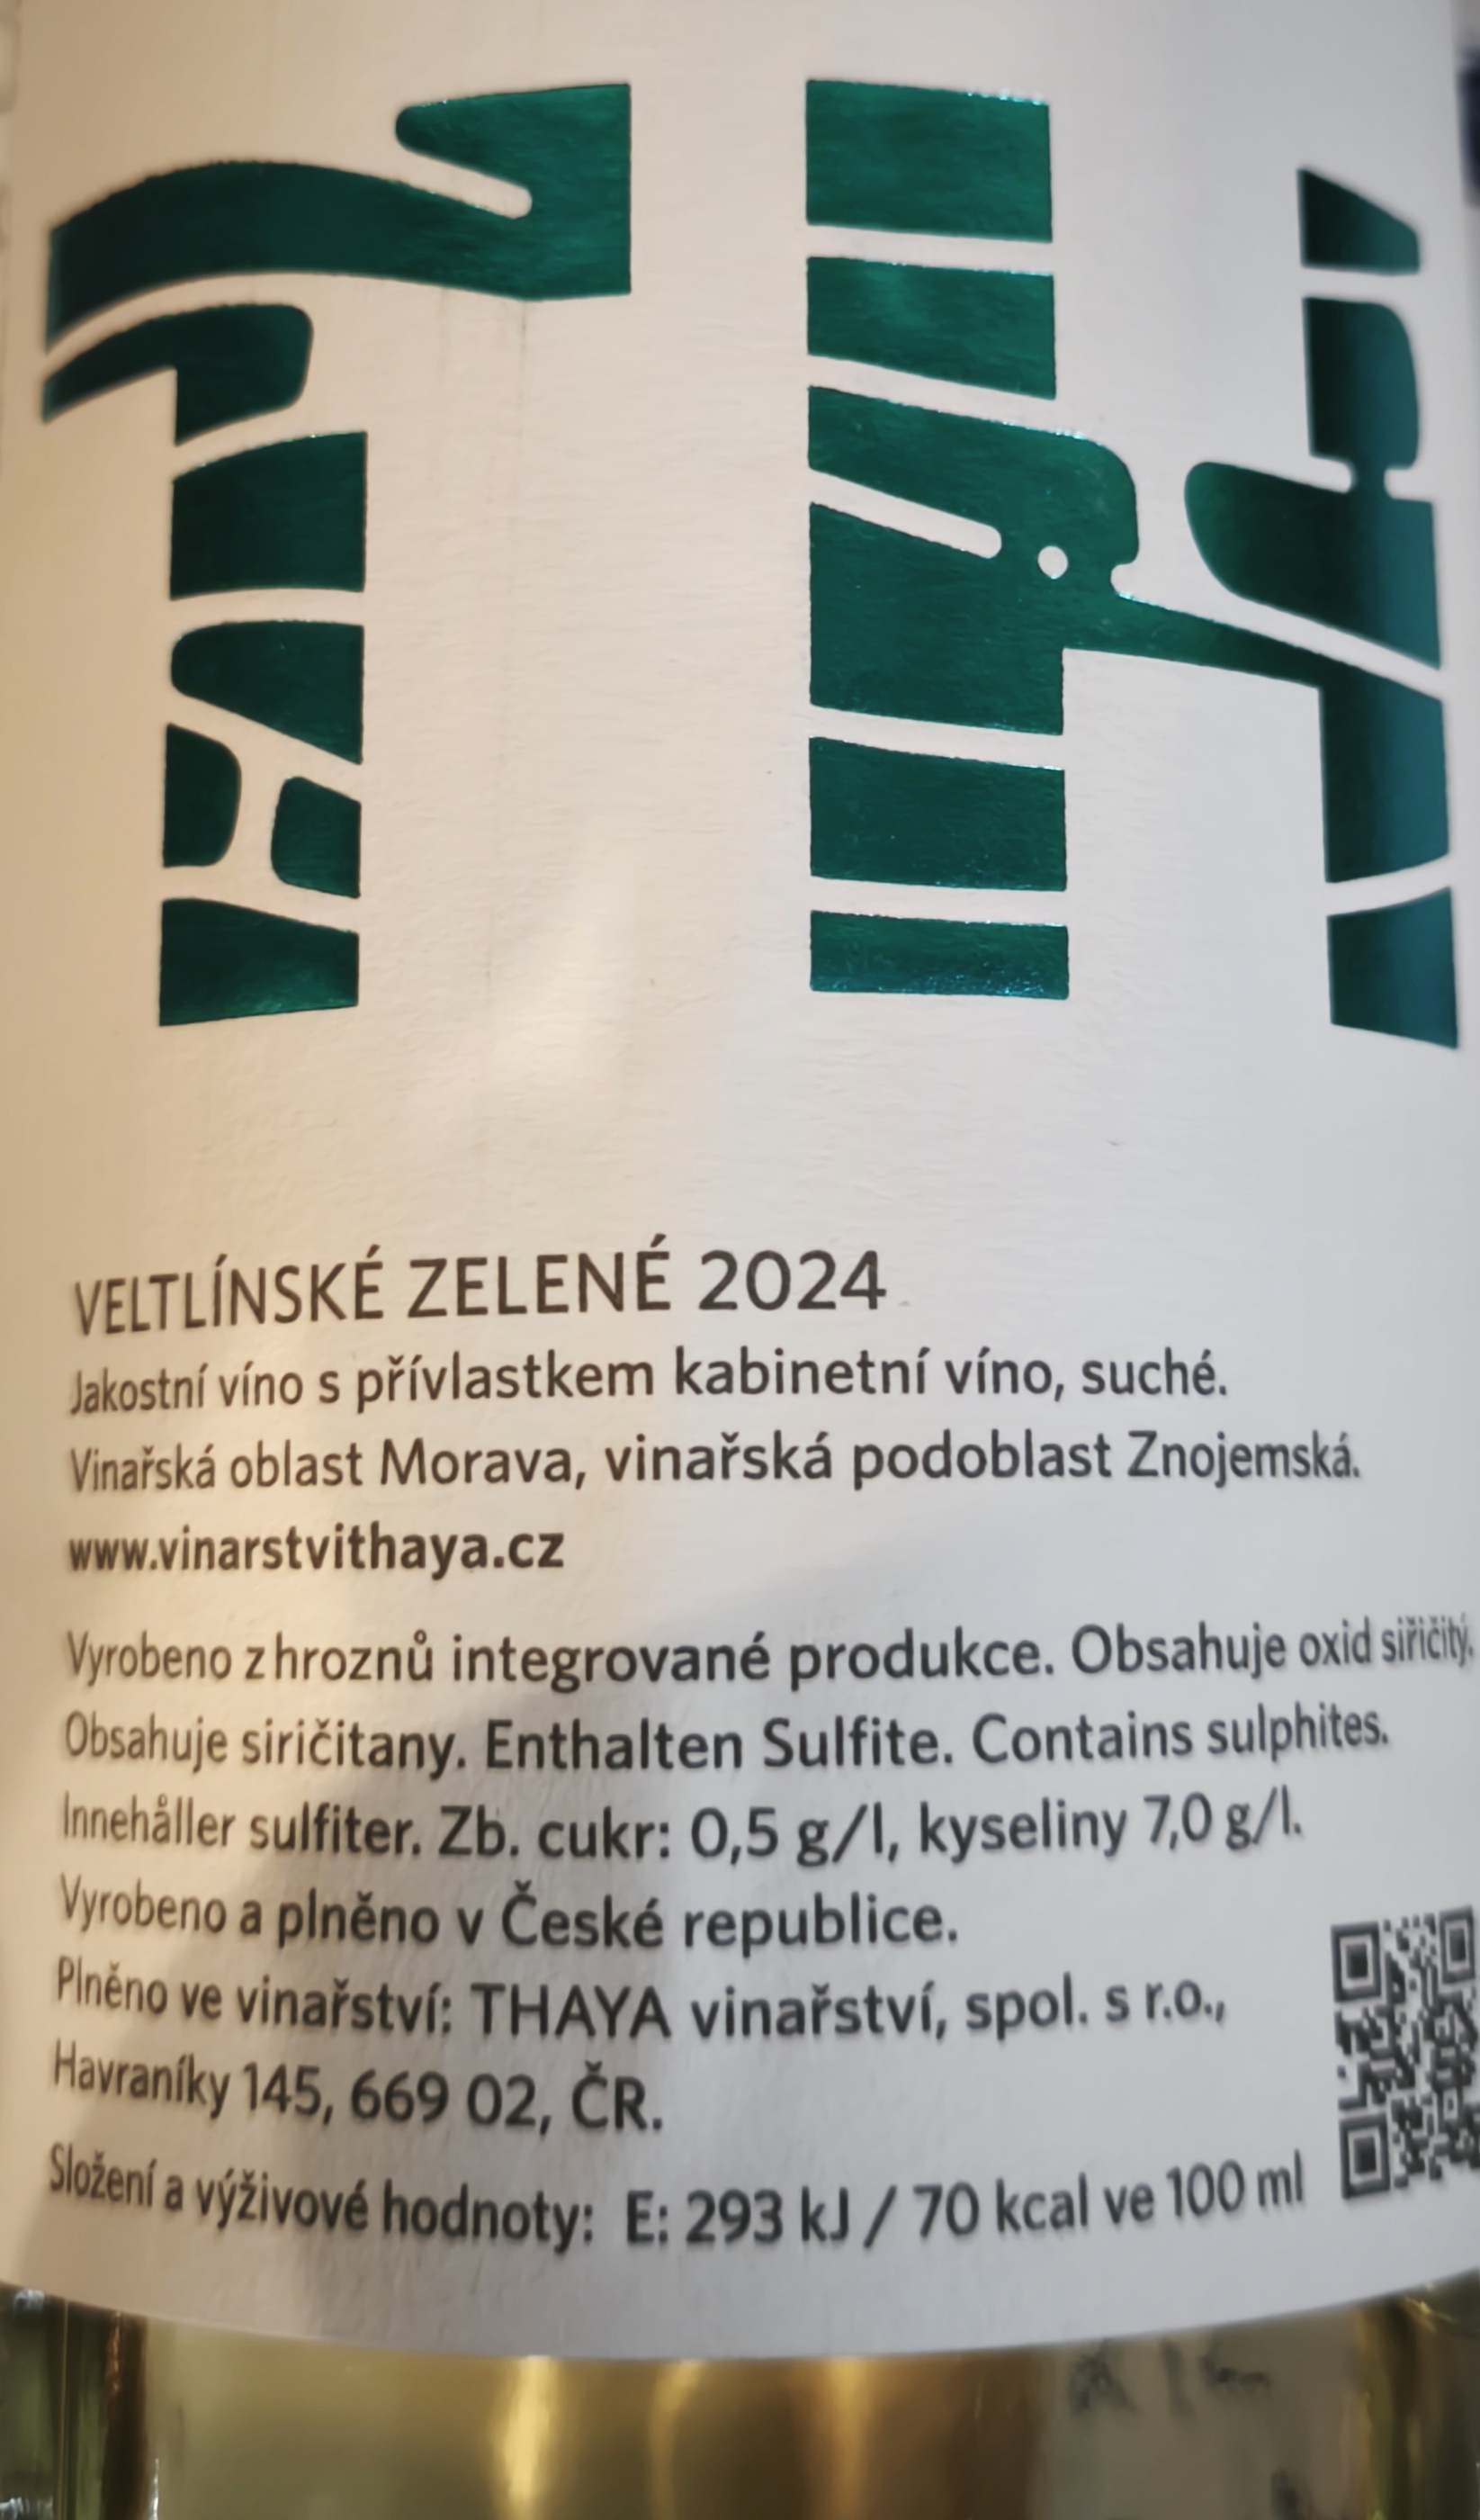 VELTLÍNSKÉ ZELENÉ 2024
Jakostní víno s přívlastkem kabinetní víno, suché.
Vinařská oblast Morava, vinařská podoblast Znojemská.
www.vinarstvithaya.cz
Vyrobeno z hroznů integrované produkce. Obsahuje oxid siřičitý.
Obsahuje siričitany. Enthalten Sulfite. Contains sulphites.
Innehåller sulfiter. Zb. cukr: 0,5 g/l, kyseliny 7,0 g/l.
Vyrobeno a plněno v České republice.
Plněno ve vinařství: THAYA vinařství, spol. s r.o.,
Havraníky 145, 669 02, ČR.
Složení a výživové hodnoty: E: 293 kJ / 70 kcal ve 100 ml